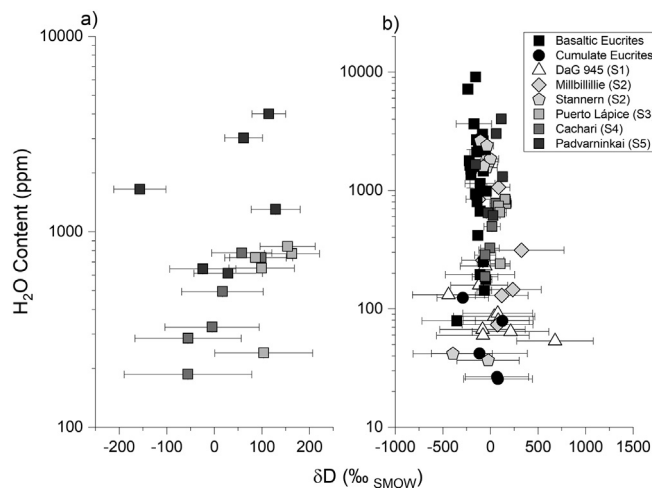 a)
b)
10000
1000
100
H2O Content (ppm)
-200 -100 0 100 200
10000
1000
100
10
-1000 -500 0 500 1000
Basaltic Eucrites
Cumulate Eucrites
DaG 945 (S1)
Millbillillie (S2)
Stannern (S2)
Puerto Lápice (S3
Cachari (S4)
Padvarninkai (S5)
δD (‰ SMOW)